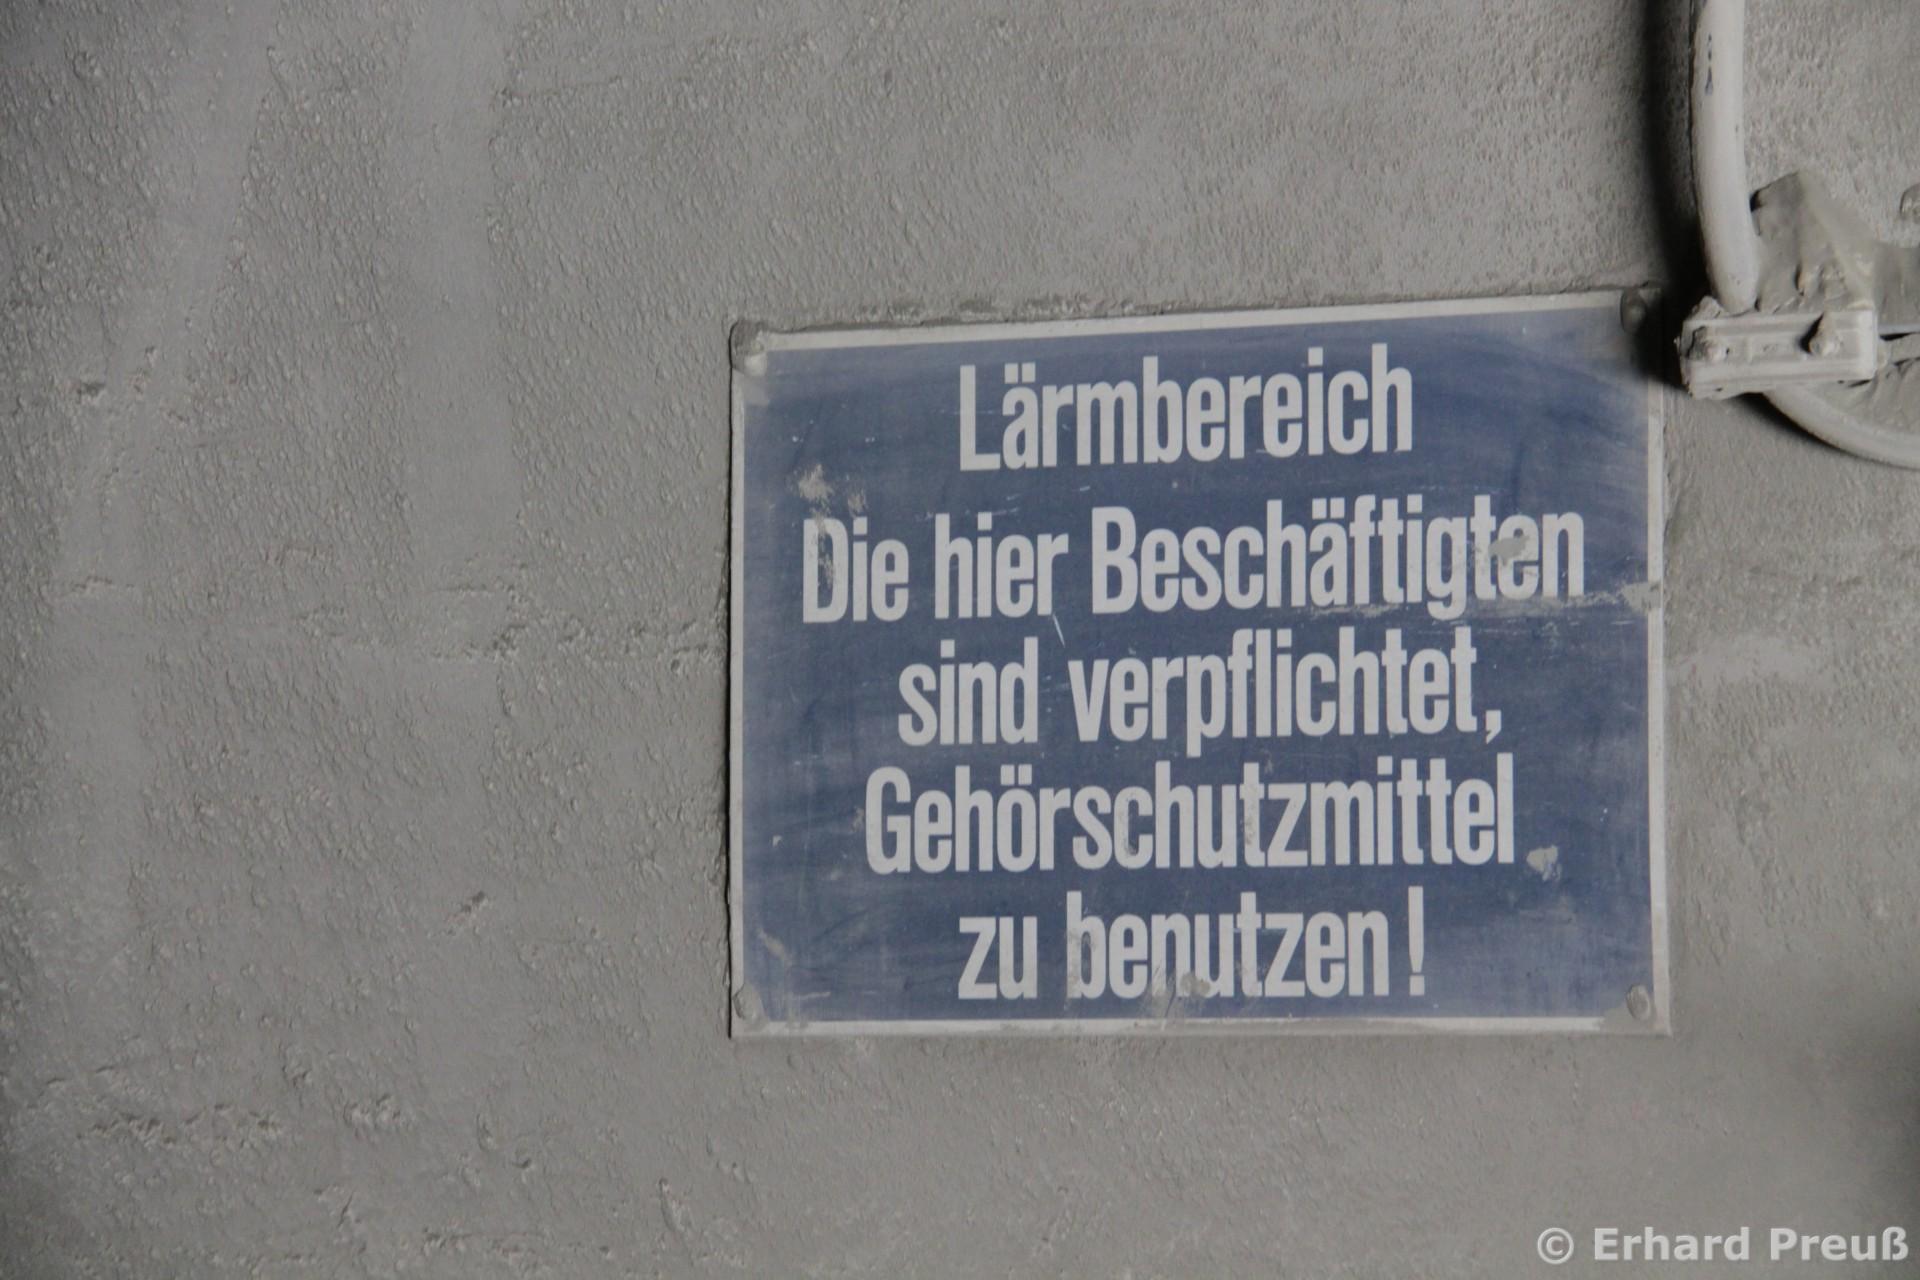 Lärmbereich
Die hier Beschäftigten
sind verpflichtet,
Gehörschutzmittel
zu benutzen!
© Erhard Preuß